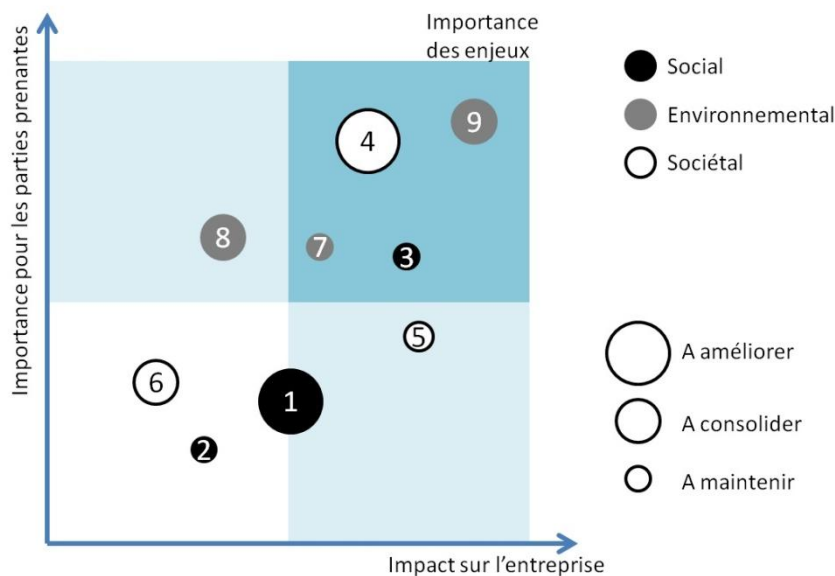 Importance
des enjeux
Importance pour les parties prenantes
4
9
8
7
3
5
6
1
2
Impact sur l'entreprise
Social
Environnemental
Sociétal
A améliorer
A consolider
A maintenir